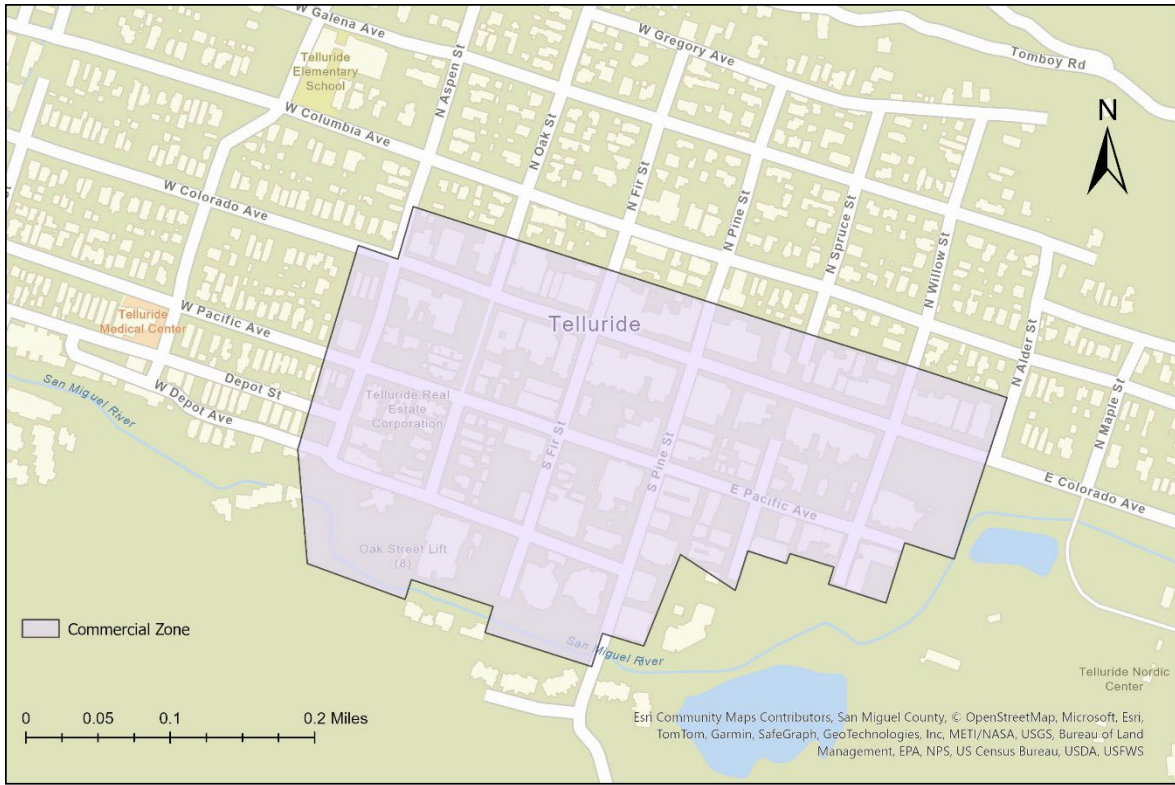 W Galena Ave
W Gregory Ave
Tomboy Rd
Telluride
Elementary
School
N Aspen St
N
W Columbia Ave
N Oak St
N Fir St
N Pine St
N Spruce St
N Willow St
W Colorado Ave
Telluride
Medical Center
W Pacific Ave
Telluride
N Alder St
N Maple St
San Miguel River
Depot St
W Depot Ave
Telluride Real
Estate
Corporation
S Fir St
S Pine St
E Pacific Ave
E Colorado Ave
Oak Street Lift
(8)
Commercial Zone
San Miguel River
Telluride Nordic
Center
0 0.05 0.1 0.2 Miles
Esri Community Maps Contributors, San Miguel County, © OpenStreetMap, Microsoft, Esri,
TomTom, Garmin, SafeGraph, GeoTechnologies, Inc, METI/NASA, USGS, Bureau of Land
Management, EPA, NPS, US Census Bureau, USDA, USFWS